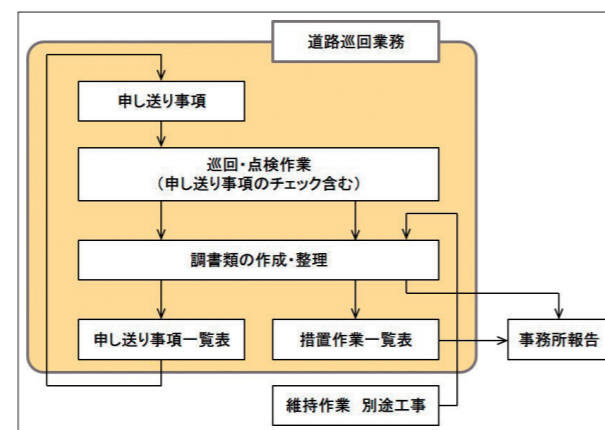 道路巡回業務
申し送り事項
巡回・点検作業
（申し送り事項のチェック含む）
調書類の作成・整理
申し送り事項一覧表
措置作業一覧表
事務所報告
維持作業 別途工事